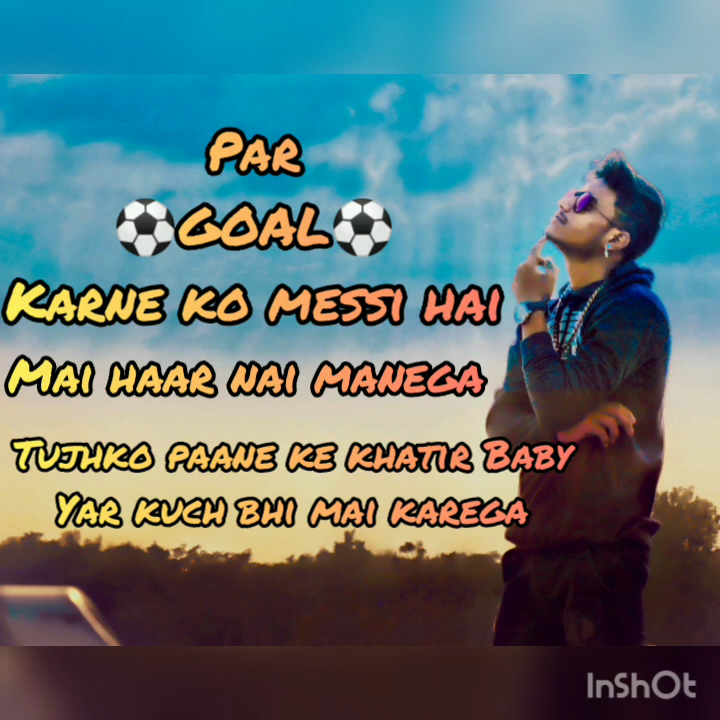 PAR
⚽GOAL⚽
KARNE KO MESSI HAI
MAI HAAR NAI MANEGA
TUJHKO PAANE KE KHATIR BABY
YAR KUCH BHI MAI KAREGA
InShOt